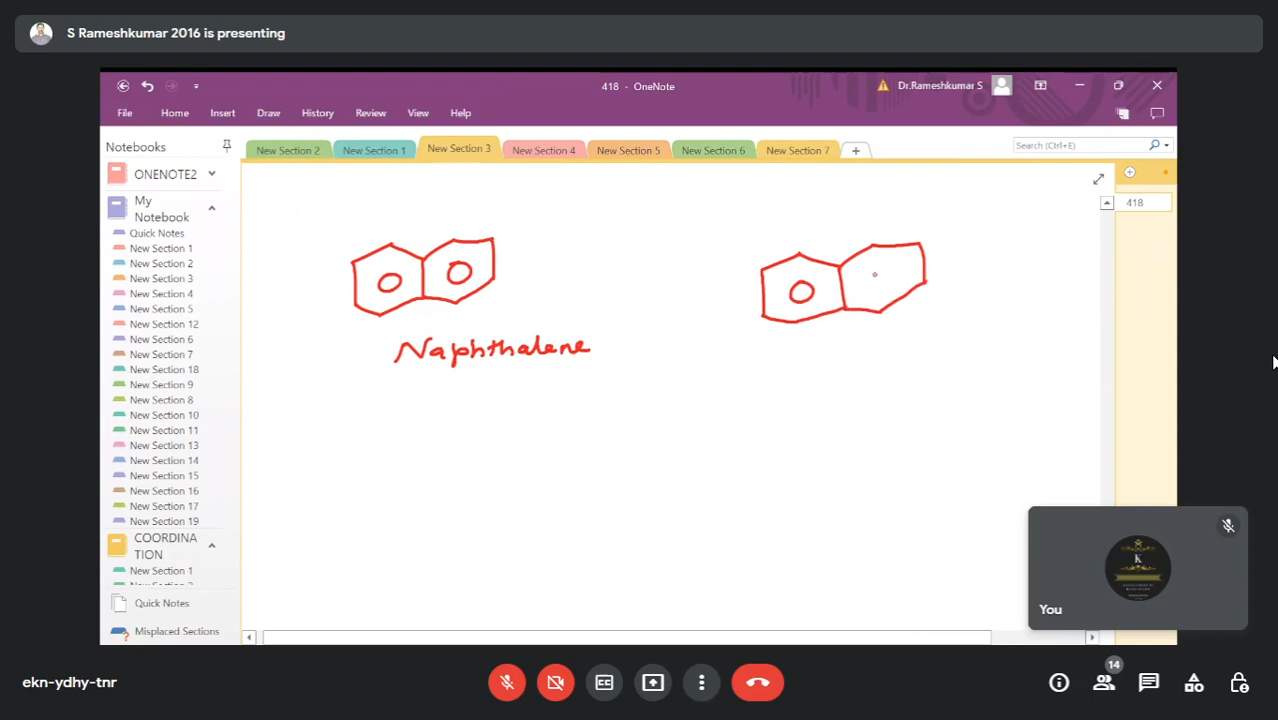 S Rameshkumar 2016 is presenting
418 - OneNote
Dr.Rameshkumar S
File Home Insert Draw History Review View Help
Notebooks
New Section 2
New Section 1
New Section 3
New Section 4
New Section 5
New Section 6
New Section 7
+
Search (Ctrl+E)
ONENOTE2
My
Notebook
Quick Notes
New Section 1
New Section 2
New Section 3
New Section 4
New Section 5
New Section 12
New Section 6
New Section 7
New Section 18
New Section 9
New Section 8
New Section 10
New Section 11
New Section 13
New Section 14
New Section 15
New Section 16
New Section 17
New Section 19
COORDINA
TION
New Section 1
Quick Notes
Misplaced Sections
418
Naphthalene
K
You
ekn-ydhy-tnr
CC
14